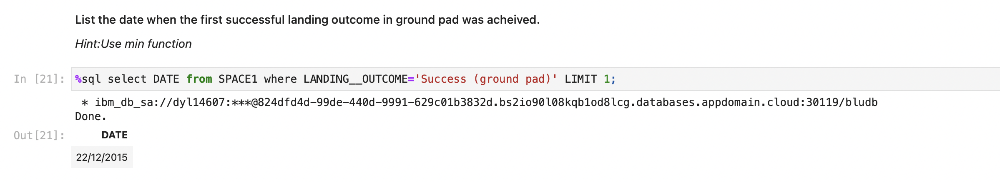 List the date when the first successful landing outcome in ground pad was acheived.
Hint:Use min function
In [21]: %sql select DATE from SPACE1 where LANDING__OUTCOME='Success (ground pad)' LIMIT 1;
* ibm_db_sa://dyl14607:***@824dfd4d-99de-440d-9991-629c01b3832d.bs2io90l08kqb1od8lcg.databases.appdomain.cloud:30119/bludb
Done.
Out[21]: DATE
22/12/2015